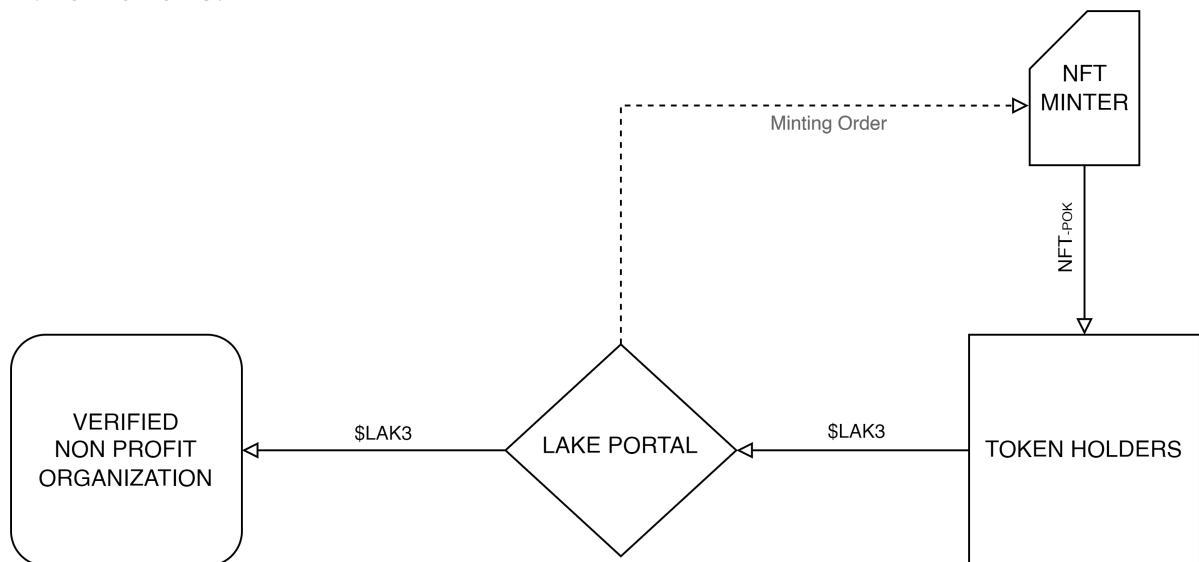 NFT
MINTER
Minting Order
NFT-POK
VERIFIED
NON PROFIT
ORGANIZATION
$LAK3
LAKE PORTAL
$LAK3
TOKEN HOLDERS